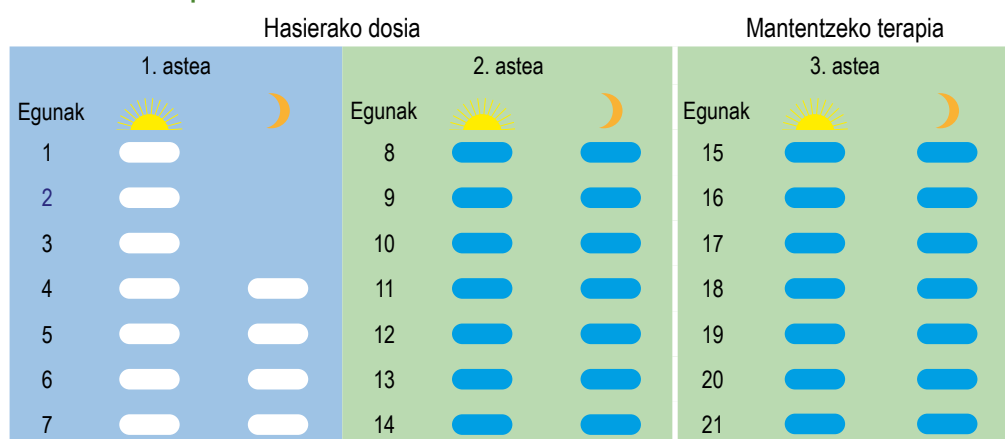 Hasierako dosia Mantentzeko terapia
1. astea 2. astea 3. astea
Egunak Egunak Egunak
1 8 15
2 9 16
3 10 17
4 11 18
5 12 19
6 13 20
7 14 21